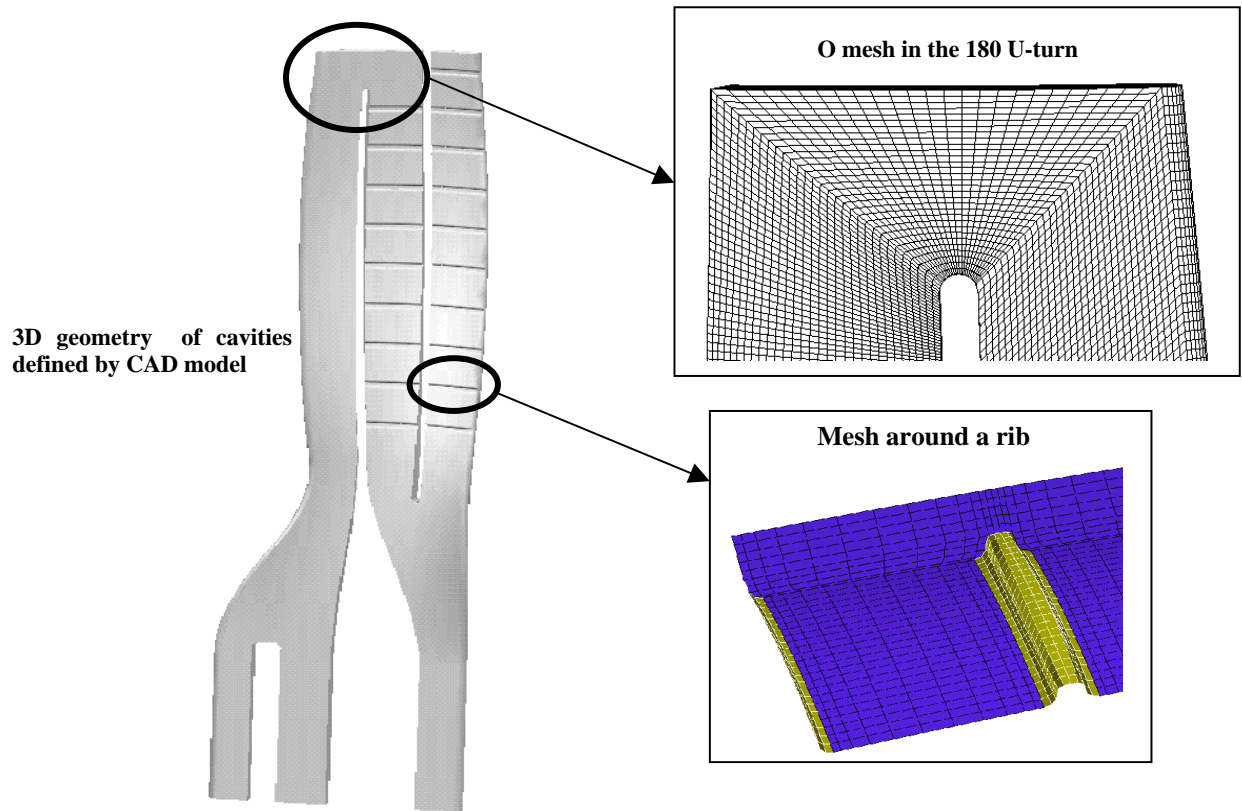 O mesh in the 180 U-turn
3D geometry of cavities
defined by CAD model
Mesh around a rib